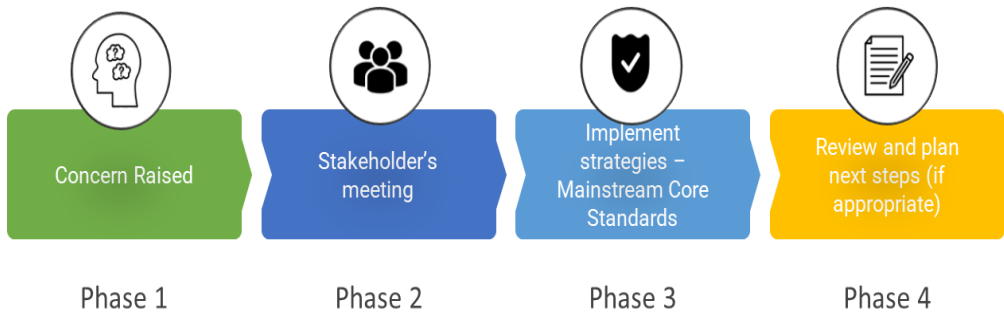 Concern Raised
Stakeholder's
meeting
Implement
strategies –
Mainstream Core
Standards
Review and plan
next steps (if
appropriate)
Phase 1
Phase 2
Phase 3
Phase 4